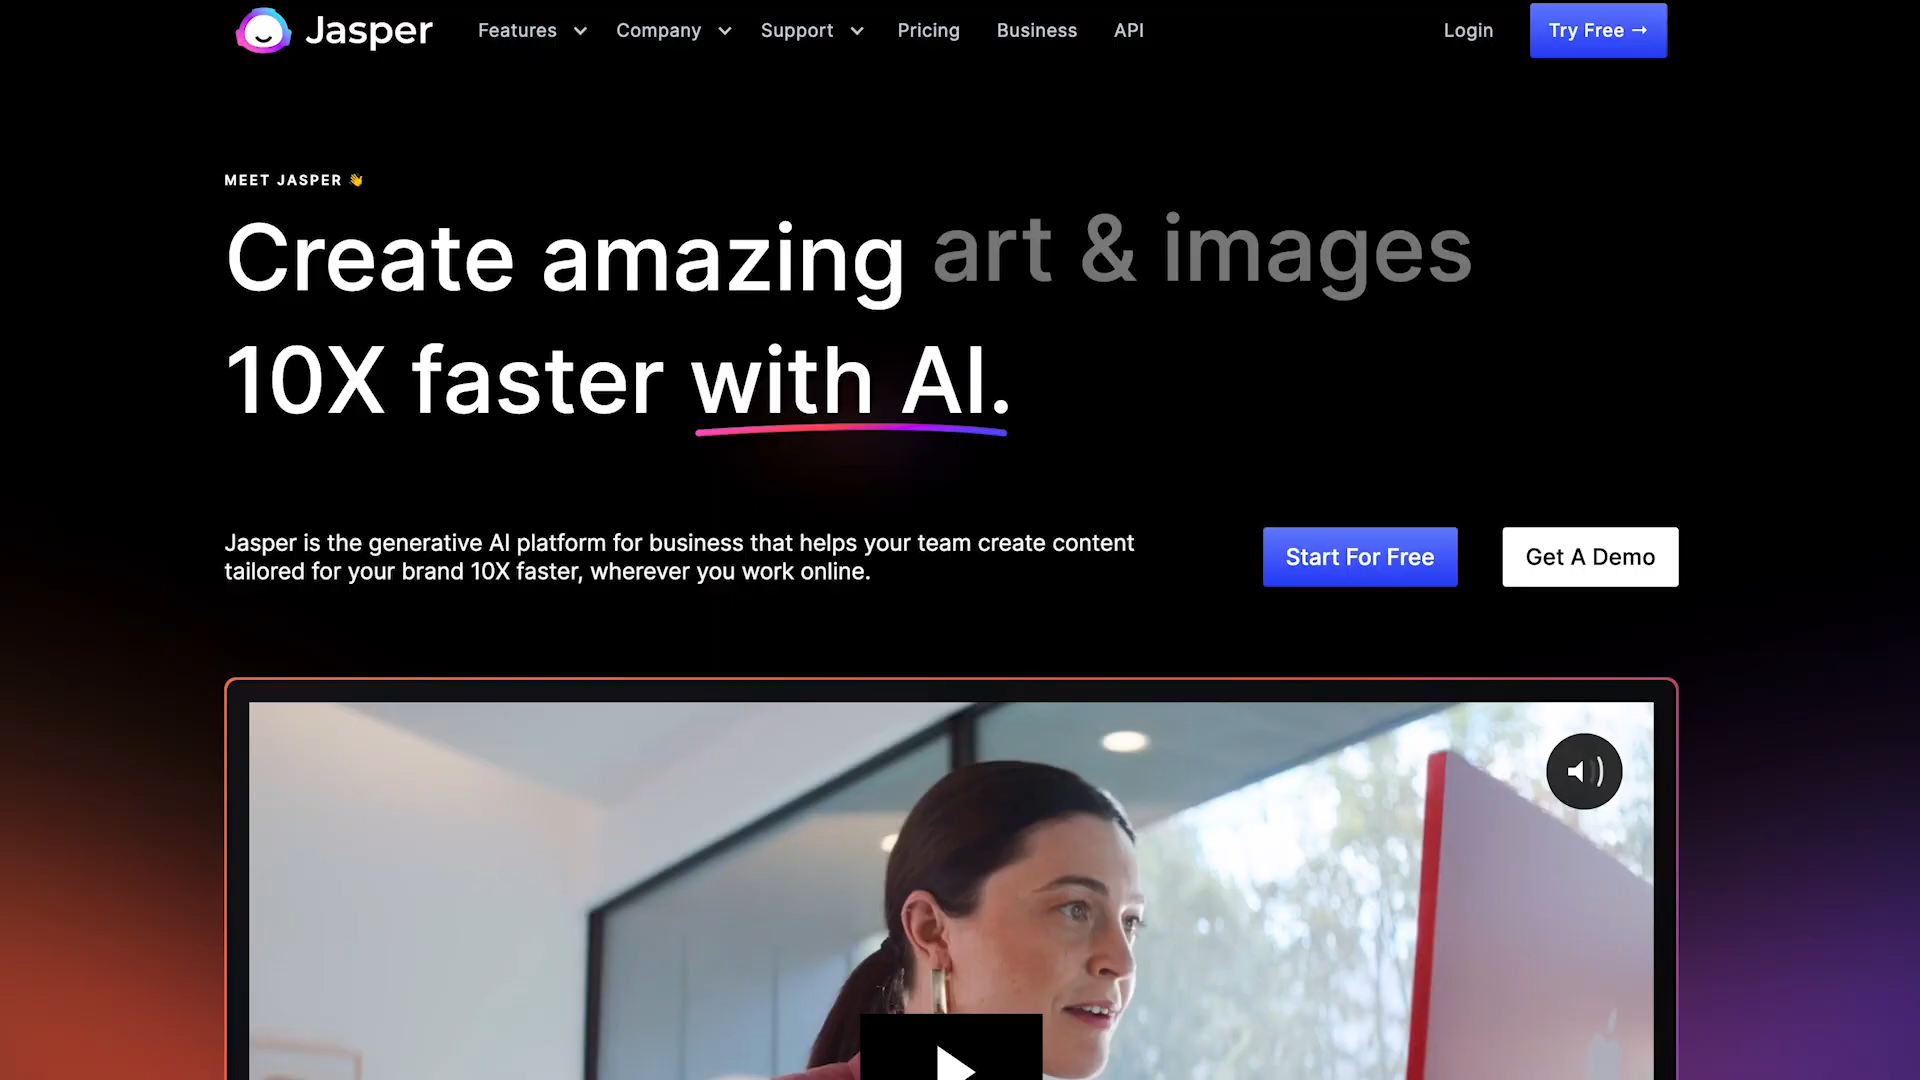 Jasper
Features
Company
Support
Pricing
Business
API
Login
Try Free →
MEET JASPER 👋
Create amazing art & images
10X faster with AI.
Jasper is the generative AI platform for business that helps your team create content
tailored for your brand 10X faster, wherever you work online.
Start For Free
Get A Demo